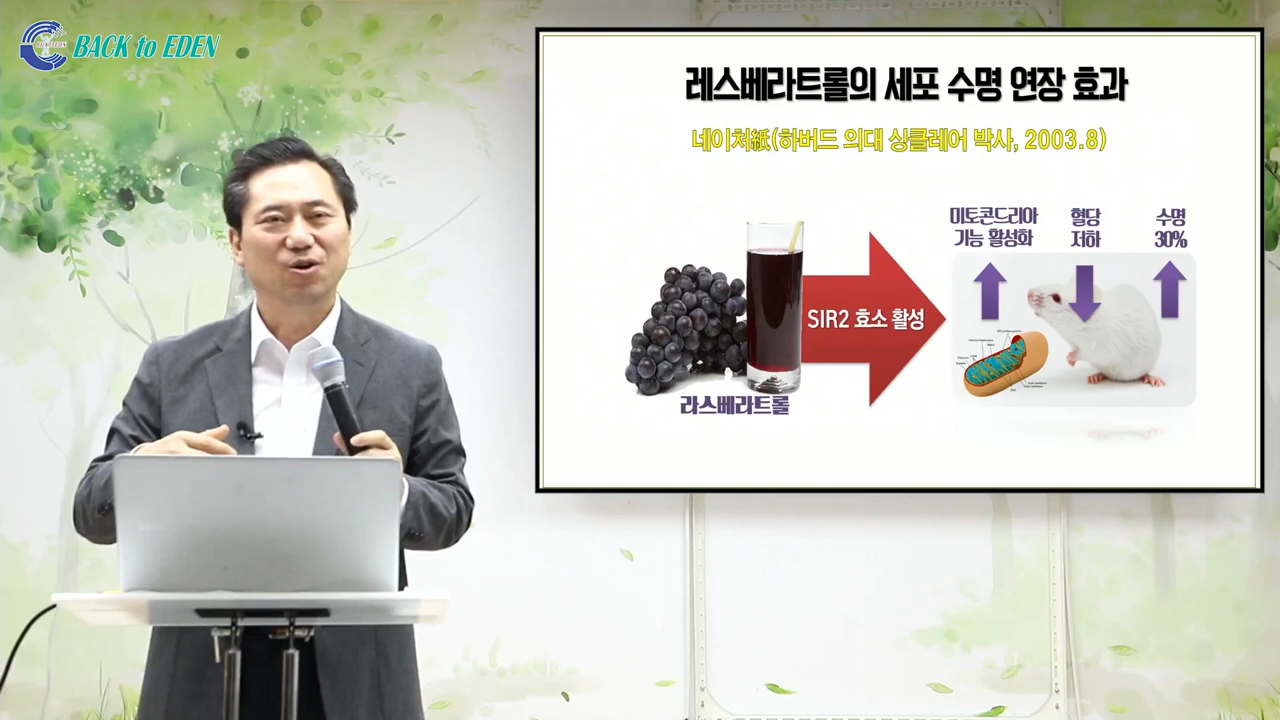 BACK to EDEN
레스베라트롤의 세포 수명 연장 효과
네이쳐紙(하버드 의대 싱클레어 박사, 2003.8)
미토콘드리아
기능 활성화
혈당
저하
수명
30%
SIR2 효소 활성
라스베라트롤